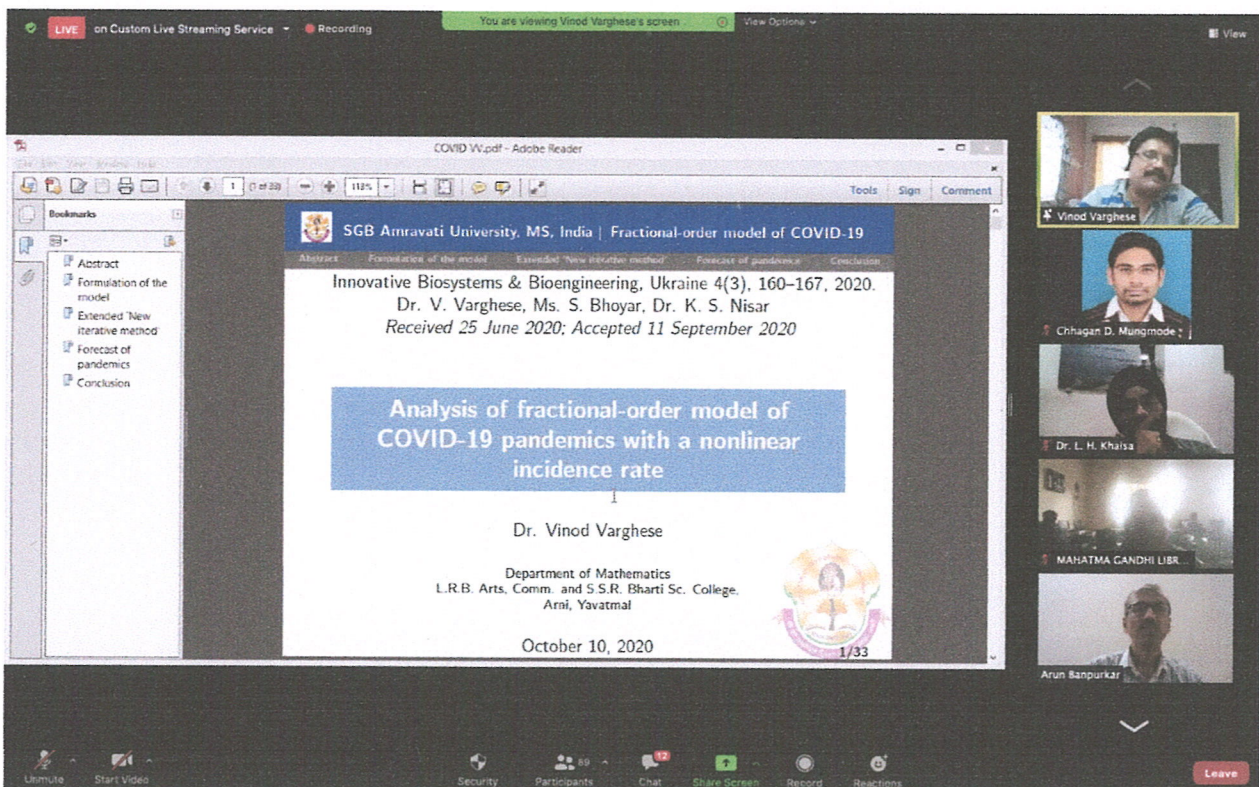 LIVE on Custom Live Streaming Service Recording
You are viewing Vinod Varghese's screen View Options
View
COVID VV.pdf - Adobe Reader
1 (1 of 33) 118% Tools Sign Comment
Bookmarks
Abstract
Formulation of the
model
Extended 'New
iterative method'
Forecast of
pandemics
Conclusion
SGB Amravati University, MS, India | Fractional-order model of COVID-19
Abstract Formulation of the model Extended 'New iterative method' Forecast of pandemics Conclusion
Innovative Biosystems & Bioengineering, Ukraine 4(3), 160–167, 2020.
Dr. V. Varghese, Ms. S. Bhoyar, Dr. K. S. Nisar
Received 25 June 2020; Accepted 11 September 2020
Analysis of fractional-order model of
COVID-19 pandemics with a nonlinear
incidence rate
Dr. Vinod Varghese
Department of Mathematics
L.R.B. Arts, Comm. and S.S.R. Bharti Sc. College,
Arni, Yavatmal
October 10, 2020
1/33
Vinod Varghese
Chhagan D. Mungmode
Dr. L. H. Khalsa
MAHATMA GANDHI LIBR...
Arun Banpurkar
Unmute Start Video Security Participants 89 Chat 12 Share Screen Record Reactions Leave